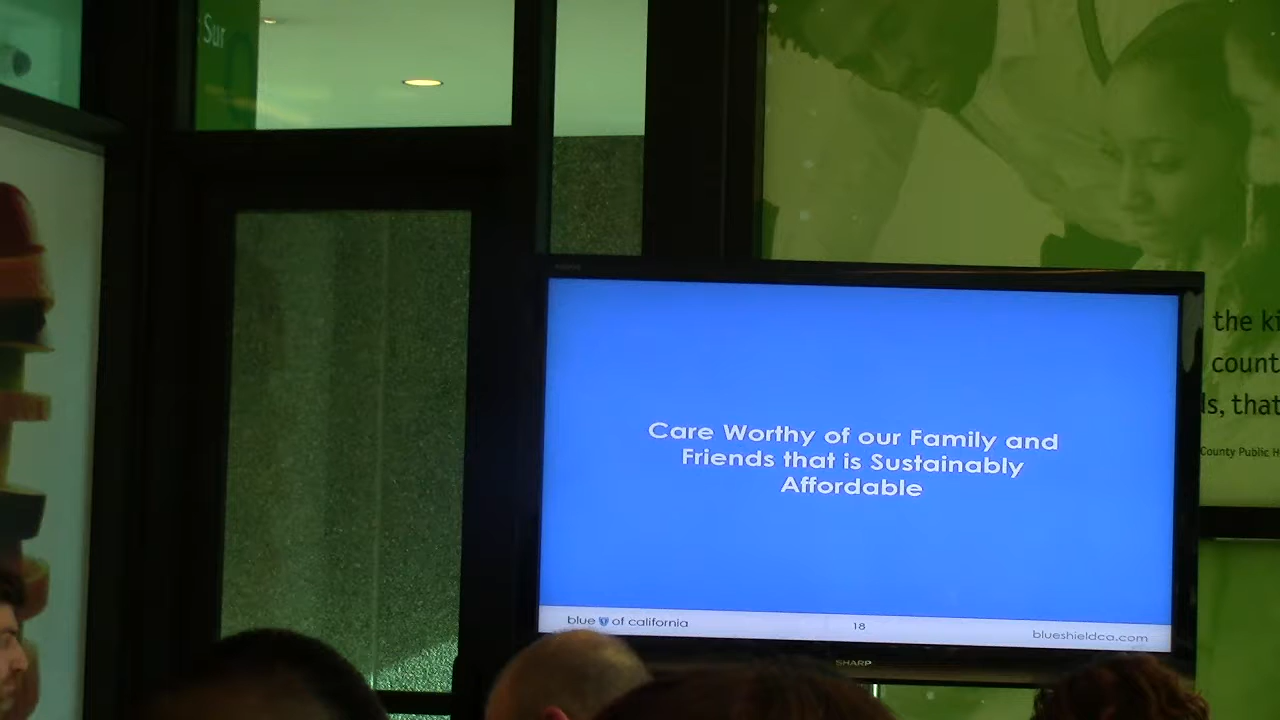 Sur
the ki
count
ls, that
County Public H
Care Worthy of our Family and
Friends that is Sustainably
Affordable
blue of california
18
blueshieldca.com
SHARP